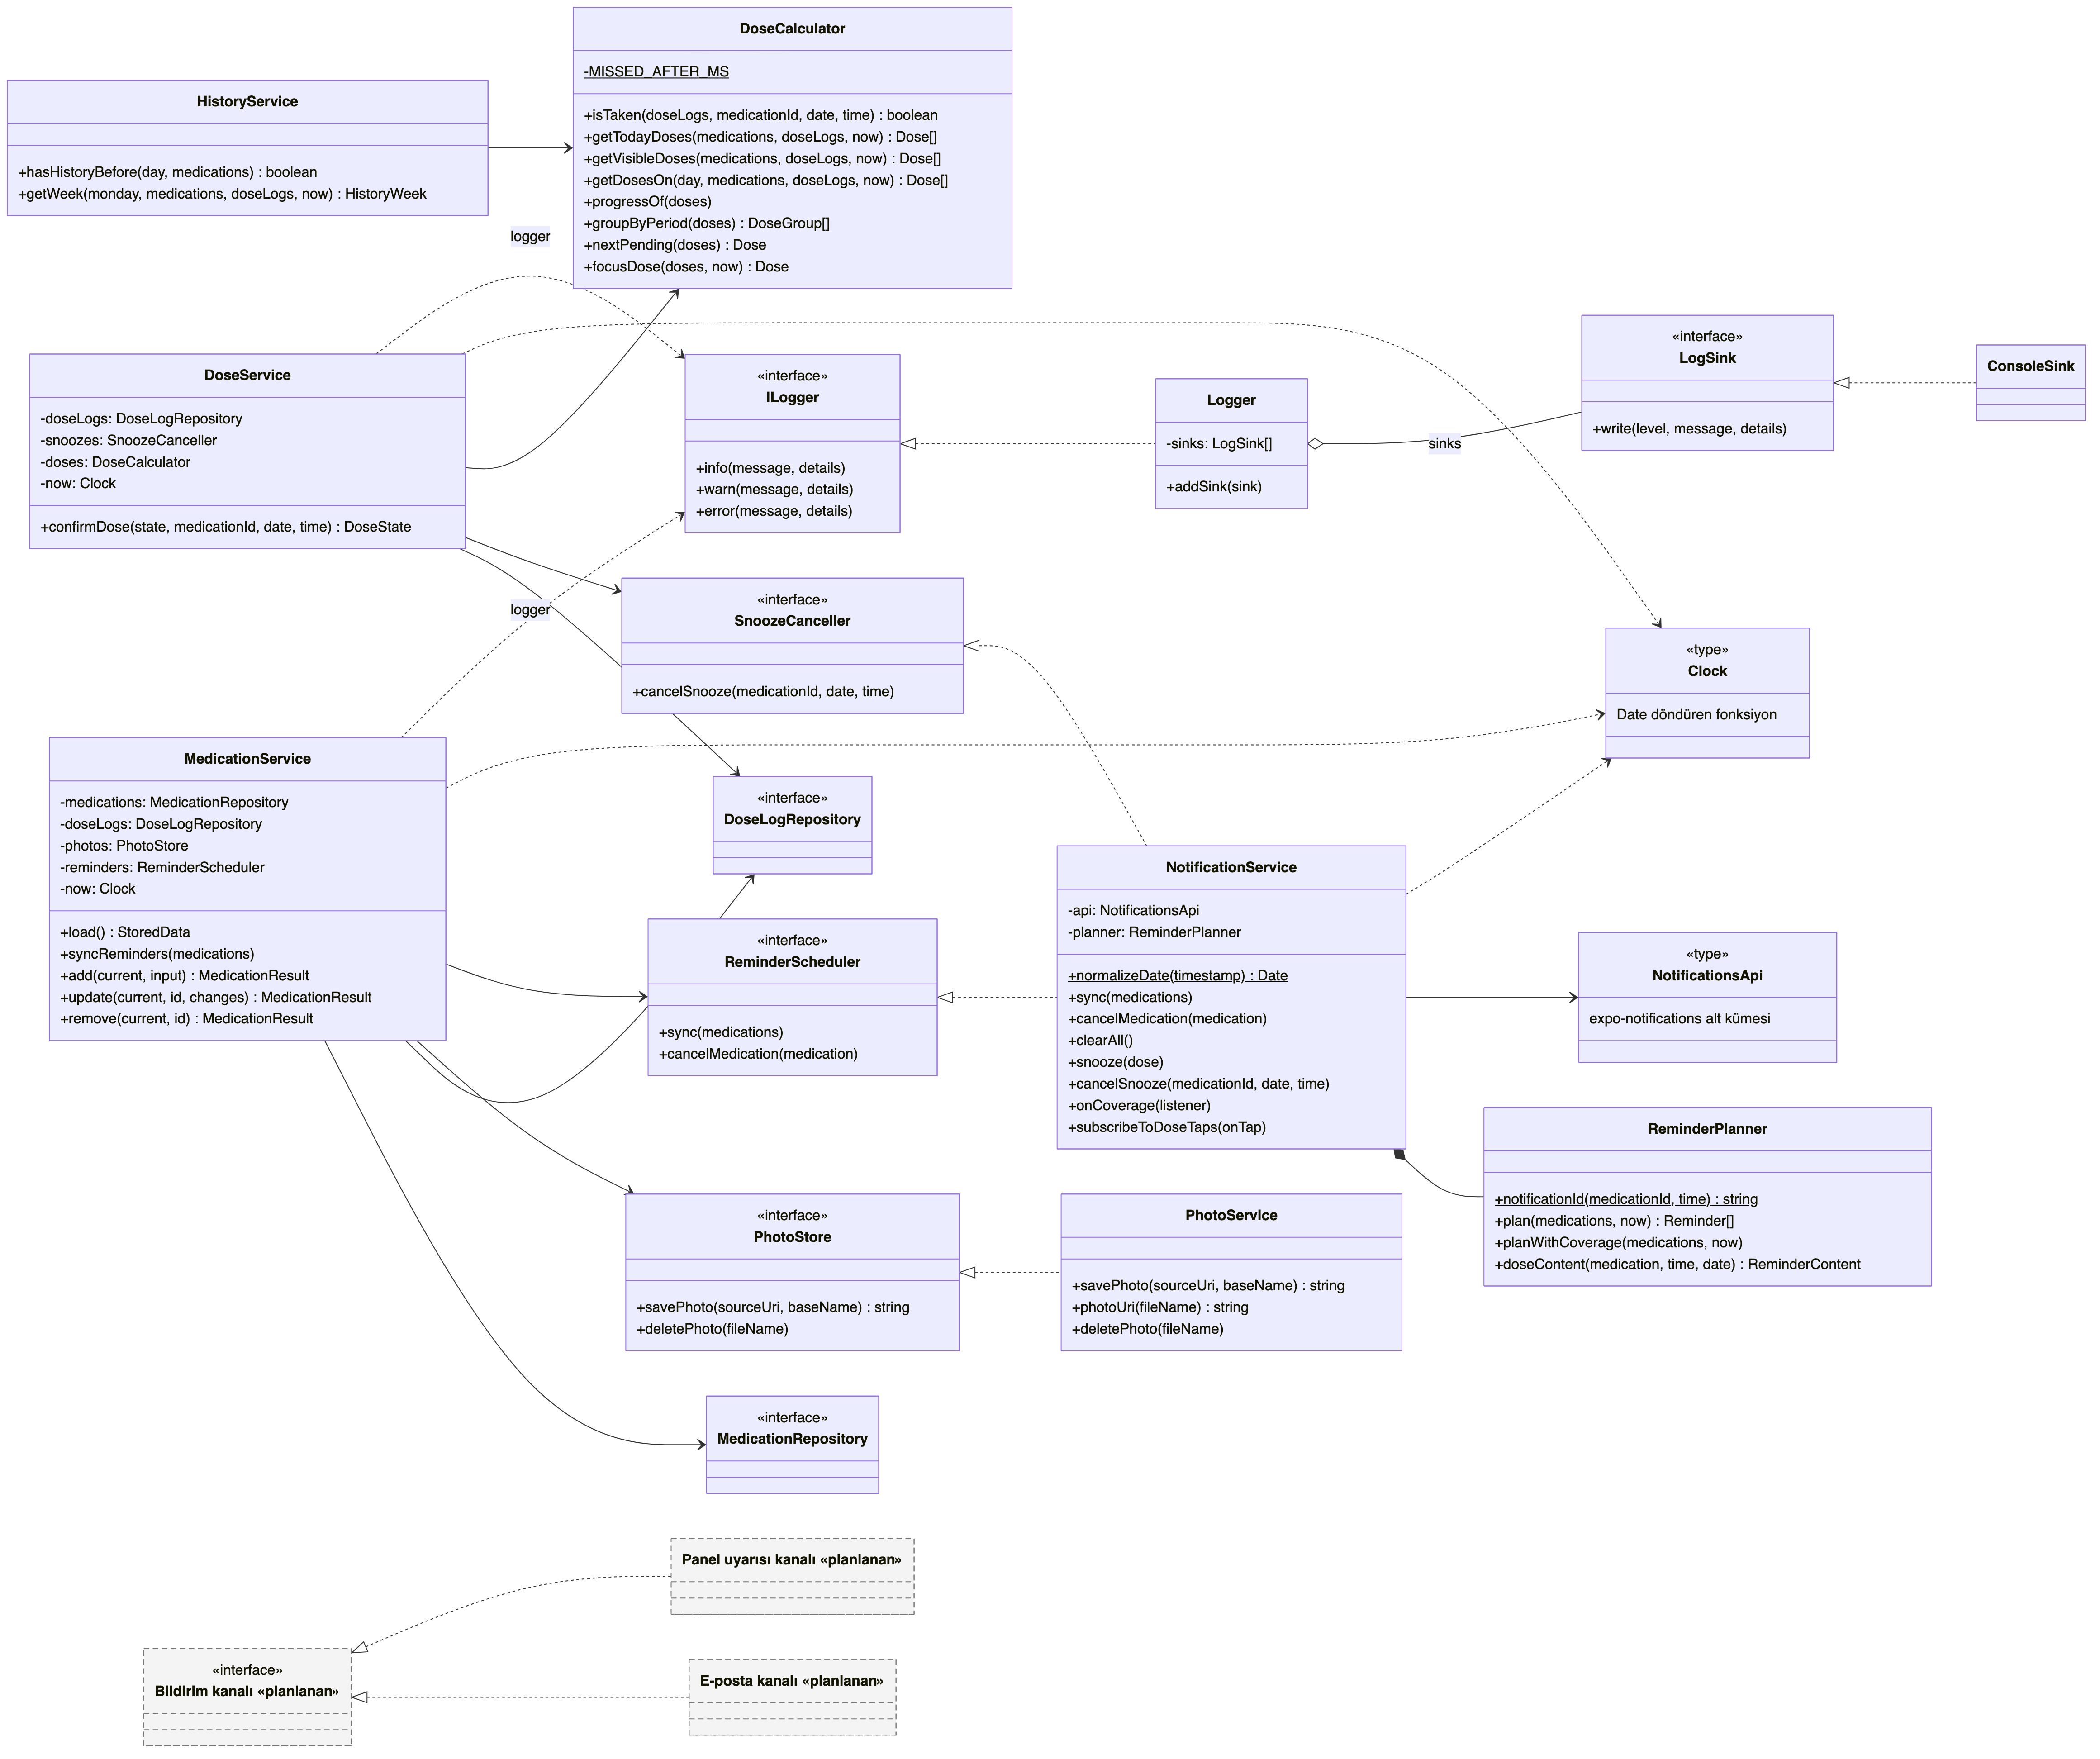 DoseCalculator
-MISSED_AFTER_MS
+isTaken(doseLogs, medicationId, date, time) : boolean
+getTodayDoses(medications, doseLogs, now) : Dose[]
+getVisibleDoses(medications, doseLogs, now) : Dose[]
+getDosesOn(day, medications, doseLogs, now) : Dose[]
+progressOf(doses)
+groupByPeriod(doses) : DoseGroup[]
+nextPending(doses) : Dose
+focusDose(doses, now) : Dose
HistoryService
+hasHistoryBefore(day, medications) : boolean
+getWeek(monday, medications, doseLogs, now) : HistoryWeek
logger
DoseService
-doseLogs: DoseLogRepository
-snoozes: SnoozeCanceller
-doses: DoseCalculator
-now: Clock
+confirmDose(state, medicationId, date, time) : DoseState
«interface»
ILogger
+info(message, details)
+warn(message, details)
+error(message, details)
Logger
-sinks: LogSink[]
+addSink(sink)
sinks
«interface»
LogSink
+write(level, message, details)
ConsoleSink
logger
«interface»
SnoozeCanceller
+cancelSnooze(medicationId, date, time)
«type»
Clock
Date döndüren fonksiyon
MedicationService
-medications: MedicationRepository
-doseLogs: DoseLogRepository
-photos: PhotoStore
-reminders: ReminderScheduler
-now: Clock
+load() : StoredData
+syncReminders(medications)
+add(current, input) : MedicationResult
+update(current, id, changes) : MedicationResult
+remove(current, id) : MedicationResult
«interface»
DoseLogRepository
«interface»
ReminderScheduler
+sync(medications)
+cancelMedication(medication)
NotificationService
-api: NotificationsApi
-planner: ReminderPlanner
+normalizeDate(timestamp) : Date
+sync(medications)
+cancelMedication(medication)
+clearAll()
+snooze(dose)
+cancelSnooze(medicationId, date, time)
+onCoverage(listener)
+subscribeToDoseTaps(onTap)
«type»
NotificationsApi
expo-notifications alt kümesi
ReminderPlanner
+notificationId(medicationId, time) : string
+plan(medications, now) : Reminder[]
+planWithCoverage(medications, now)
+doseContent(medication, time, date) : ReminderContent
«interface»
PhotoStore
+savePhoto(sourceUri, baseName) : string
+deletePhoto(fileName)
PhotoService
+savePhoto(sourceUri, baseName) : string
+photoUri(fileName) : string
+deletePhoto(fileName)
«interface»
MedicationRepository
Panel uyarısı kanalı «planlanan»
«interface»
Bildirim kanalı «planlanan»
E-posta kanalı «planlanan»